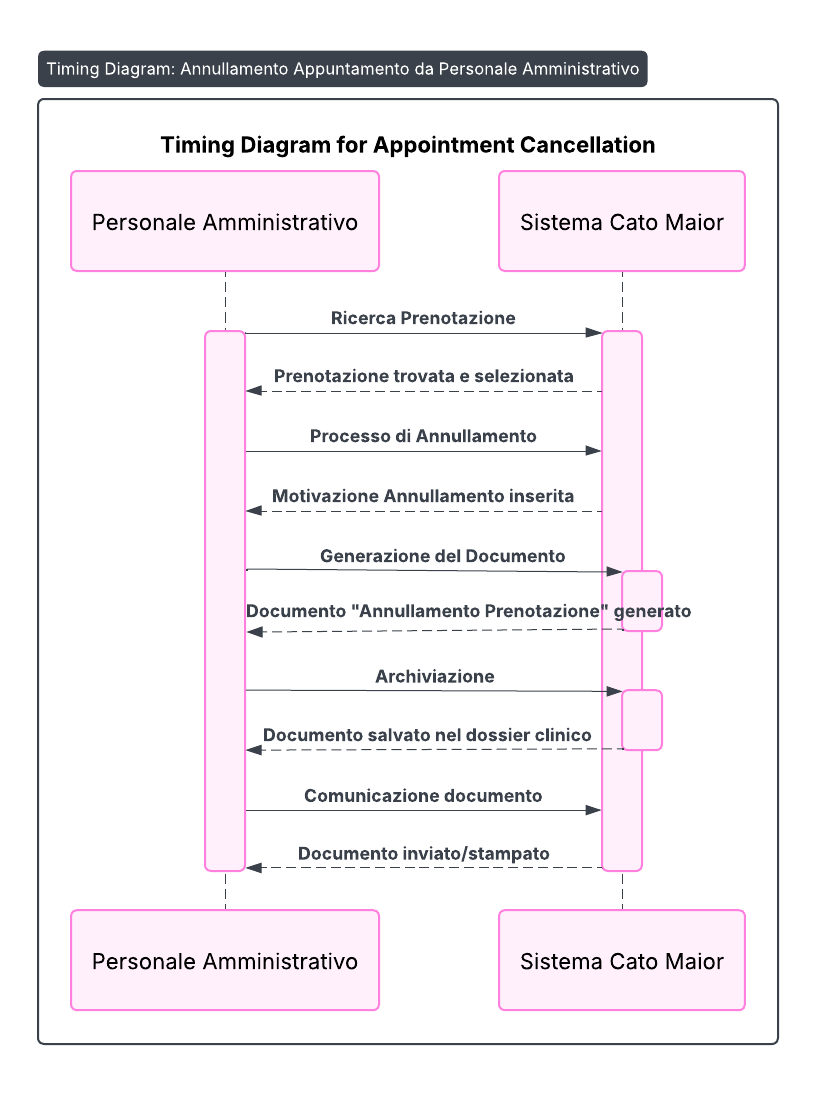 Timing Diagram: Annullamento Appuntamento da Personale Amministrativo
Timing Diagram for Appointment Cancellation
Personale Amministrativo
Sistema Cato Maior
Ricerca Prenotazione
Prenotazione trovata e selezionata
Processo di Annullamento
Motivazione Annullamento inserita
Generazione del Documento
Documento "Annullamento Prenotazione" generato
Archiviazione
Documento salvato nel dossier clinico
Comunicazione documento
Documento inviato/stampato
Personale Amministrativo
Sistema Cato Maior